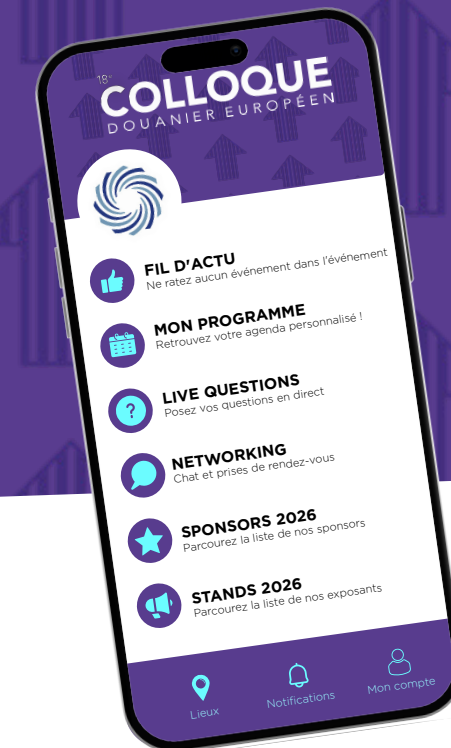 18e
COLLOQUE
DOUANIER EUROPÉEN
FIL D'ACTU
Ne ratez aucun événement dans l'événement
MON PROGRAMME
Retrouvez votre agenda personnalisé !
LIVE QUESTIONS
Posez vos questions en direct
?
NETWORKING
Chat et prises de rendez-vous
SPONSORS 2026
Parcourez la liste de nos sponsors
STANDS 2026
Parcourez la liste de nos exposants
Lieux
Notifications
Mon compte